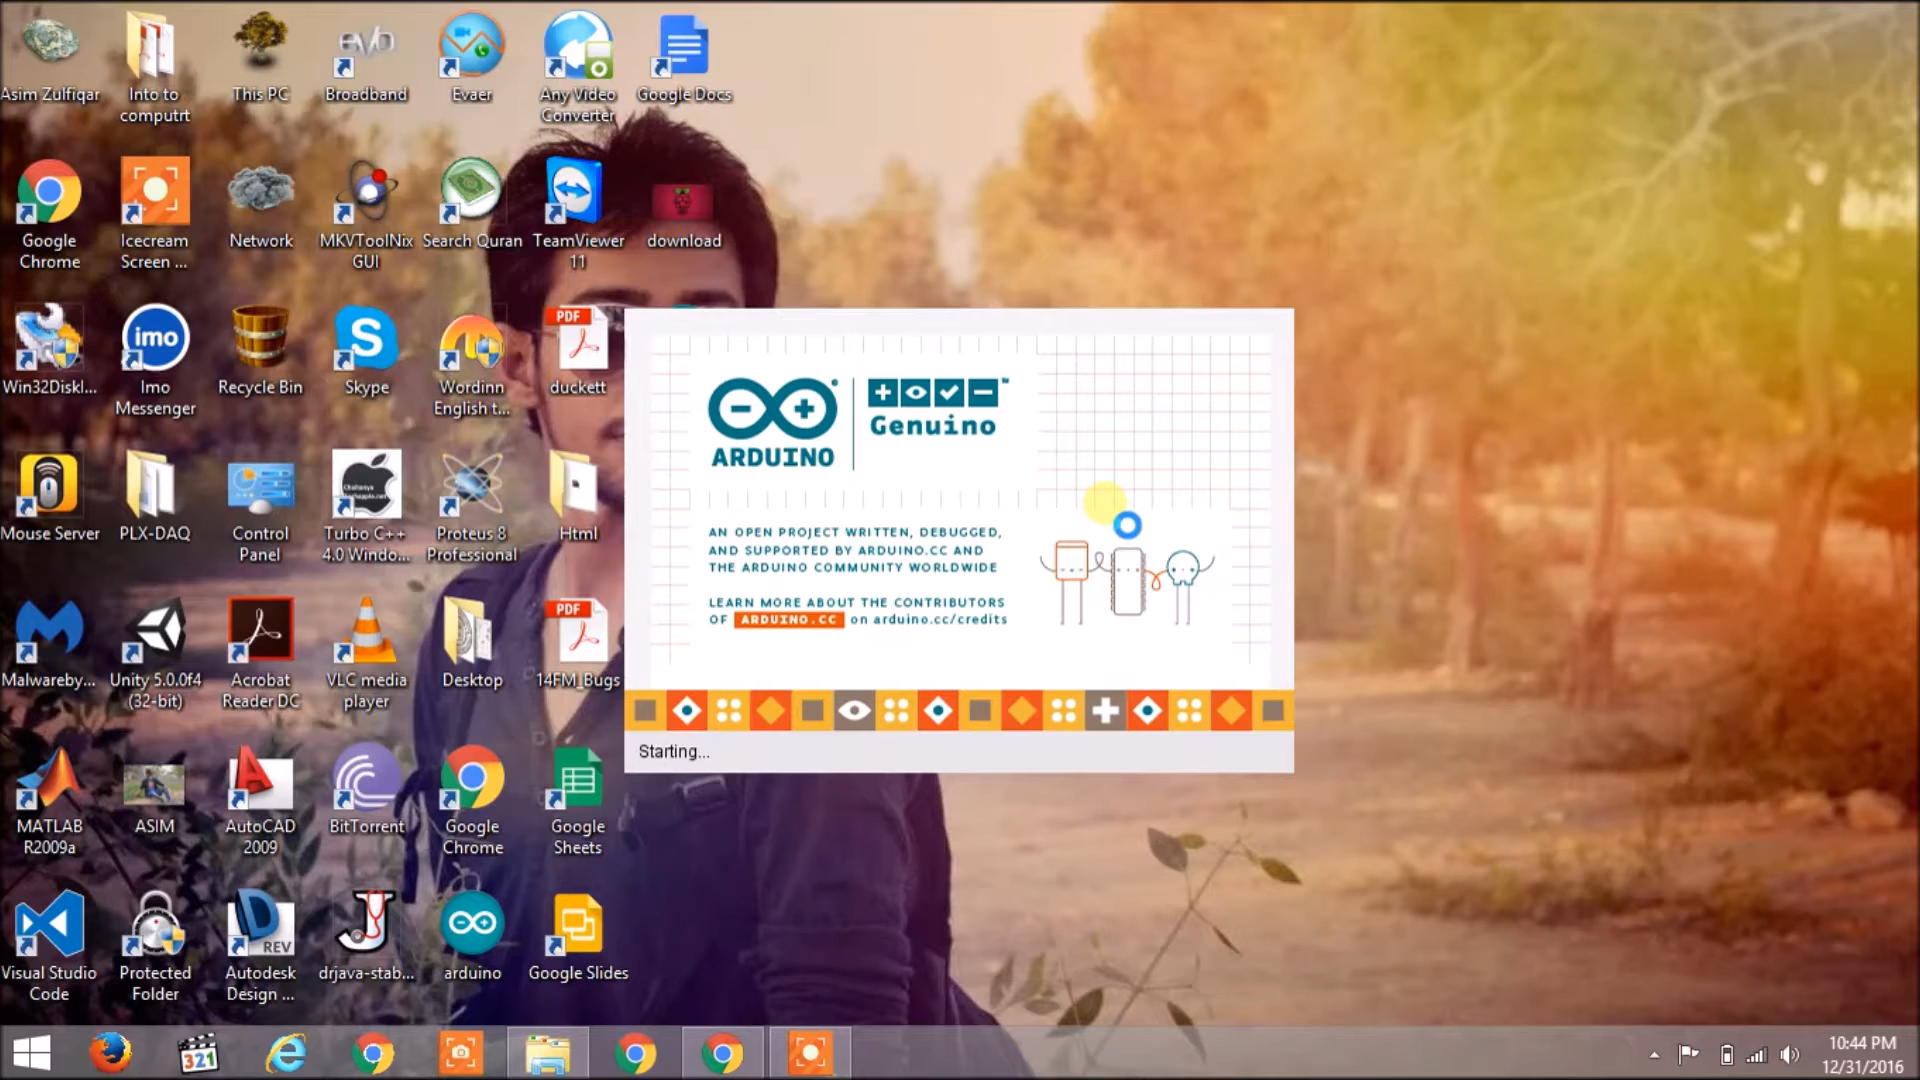 Asim Zulfiqar
Into to
computrt
This PC
Broadband
evo
Evaer
Any Video
Converter
Google Docs
Google
Chrome
Icecream
Screen ...
Network
MKVToolNix
GUI
Search Quran
TeamViewer
11
download
Win32DiskI...
imo
Imo
Messenger
Recycle Bin
S
Skype
Wordinn
English t...
PDF
duckett
Mouse Server
PLX-DAQ
Control
Panel
Turbo C++
4.0 Windo...
Proteus 8
Professional
Html
Malwareby...
Unity 5.0.0f4
(32-bit)
Acrobat
Reader DC
VLC media
player
Desktop
PDF
14FM_Bugs
MATLAB
R2009a
ASIM
AutoCAD
2009
BitTorrent
Google
Chrome
Google
Sheets
Visual Studio
Code
Protected
Folder
D
REV
Autodesk
Design ...
drjava-stab...
arduino
Google Slides
ARDUINO
Genuino
TM
AN OPEN PROJECT WRITTEN, DEBUGGED,
AND SUPPORTED BY ARDUINO.CC AND
THE ARDUINO COMMUNITY WORLDWIDE
LEARN MORE ABOUT THE CONTRIBUTORS
OF ARDUINO.CC on arduino.cc/credits
Starting...
321
10:44 PM
12/31/2016